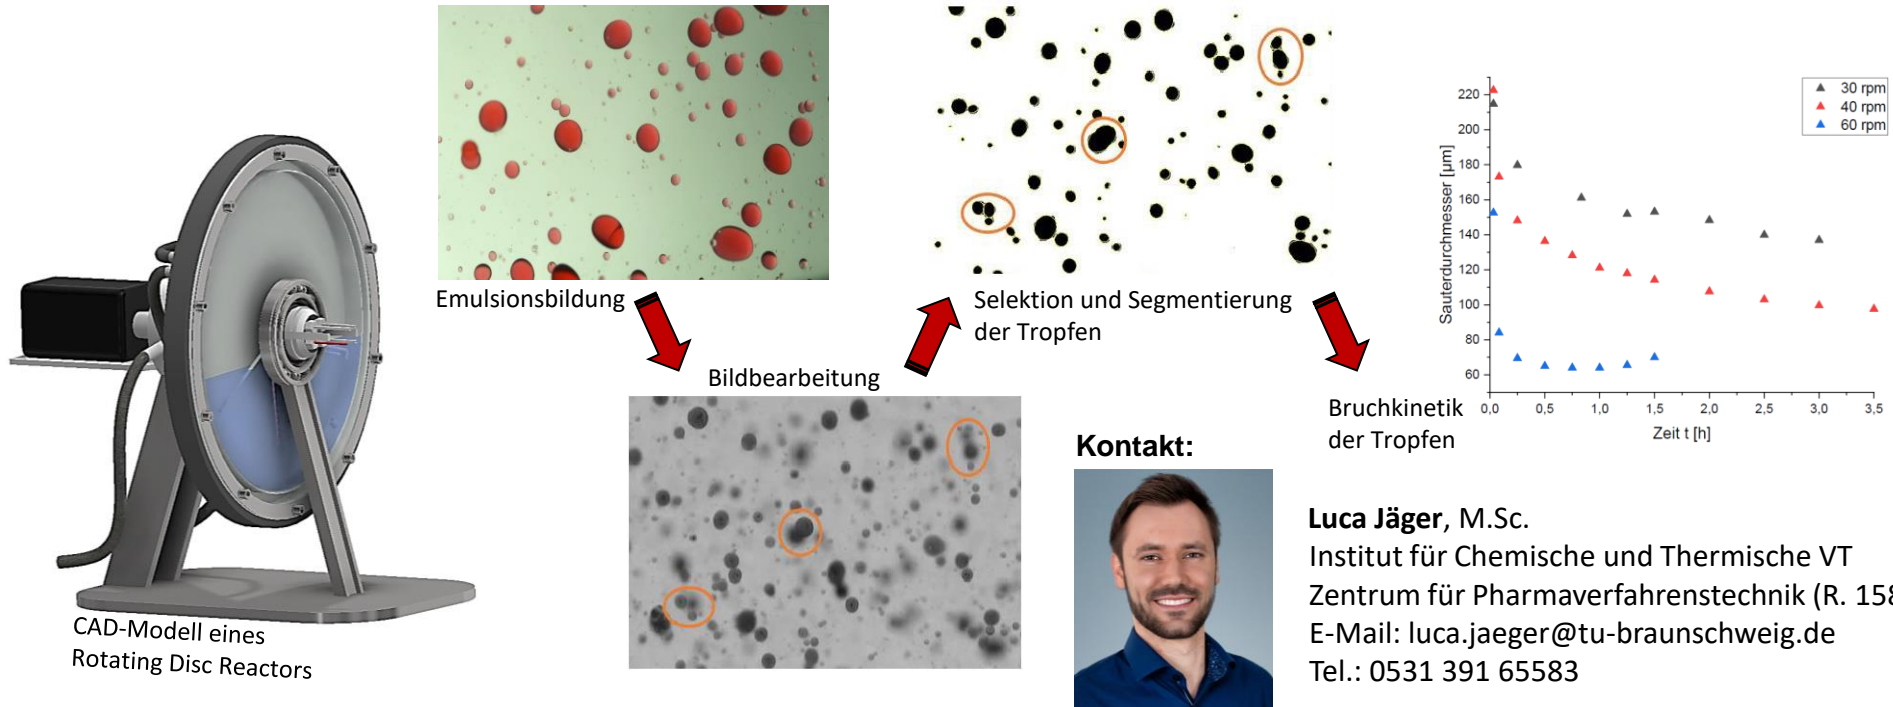 CAD-Modell eines
Rotating Disc Reactors
Emulsionsbildung
Bildbearbeitung
Selektion und Segmentierung
der Tropfen
Bruchkinetik
der Tropfen
Sauterdurchmesser [µm]
220
200
180
160
140
120
100
80
60
0,0 0,5 1,0 1,5 2,0 2,5 3,0 3,5
Zeit t [h]
30 rpm
40 rpm
60 rpm
Kontakt:
Luca Jäger, M.Sc.
Institut für Chemische und Thermische VT
Zentrum für Pharmaverfahrenstechnik (R. 158
E-Mail: luca.jaeger@tu-braunschweig.de
Tel.: 0531 391 65583